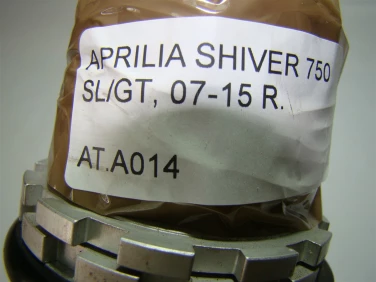 APRILIA SHIVER 750
SL/GT, 07-15 R.
AT.A014